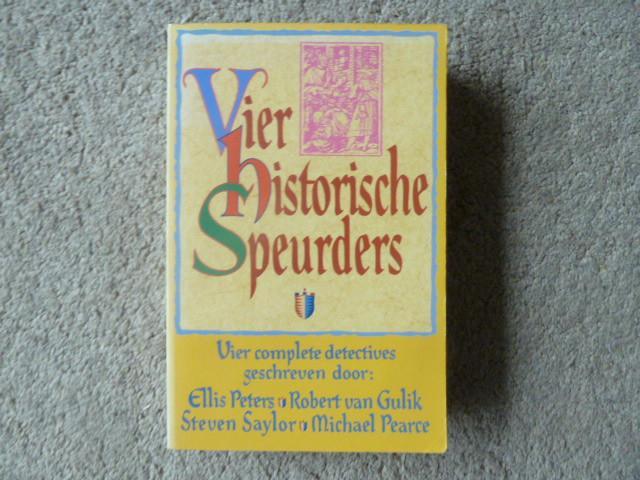 Vier
historische
Speurders
Vier complete detectives
geschreven door:
Ellis Peters Robert van Gulik
Steven Saylor Michael Pearce